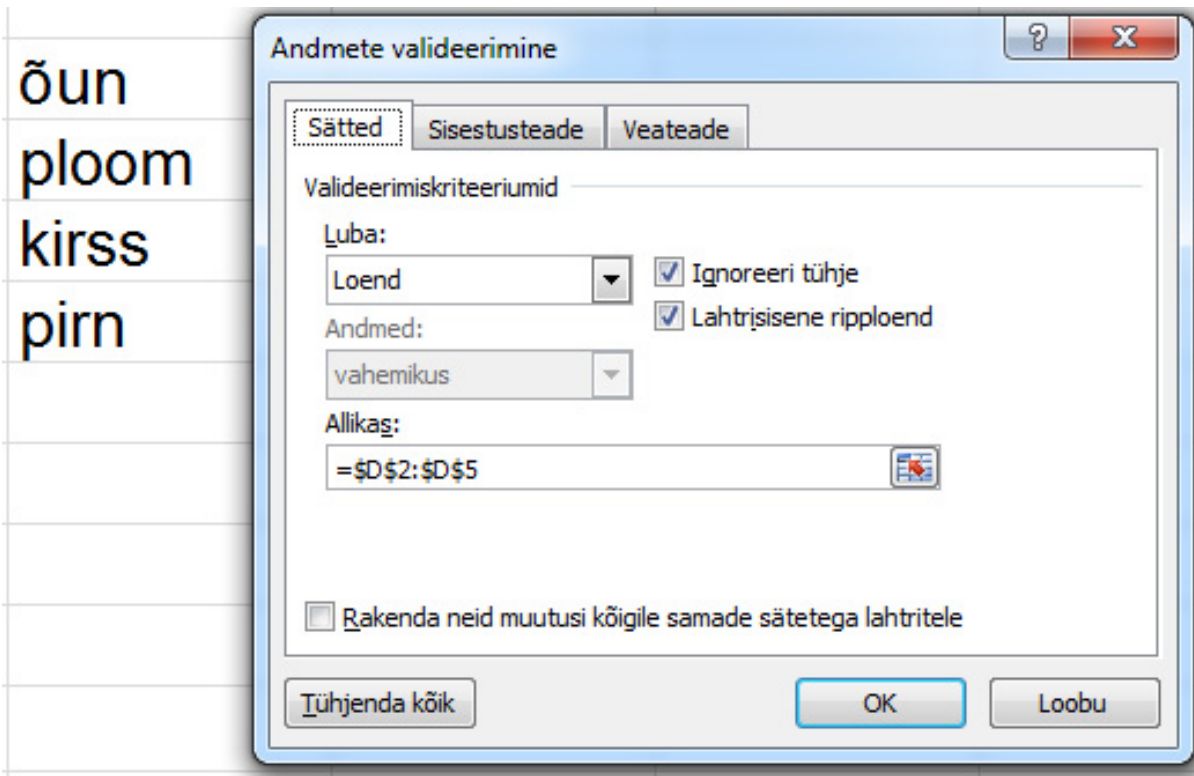 õun
ploom
kirss
pirn
Andmete valideerimine
Sätted Sisestusteade Veateade
Valideerimiskriteeriumid
Luba:
Loend
Ignoreeri tühje
Lahtrisisene ripploend
Andmed:
vahemikus
Allikas:
=$D$2:$D$5
Rakenda neid muutusi kõigile samade sätetega lahtritele
Tühjenda kõik OK Loobu